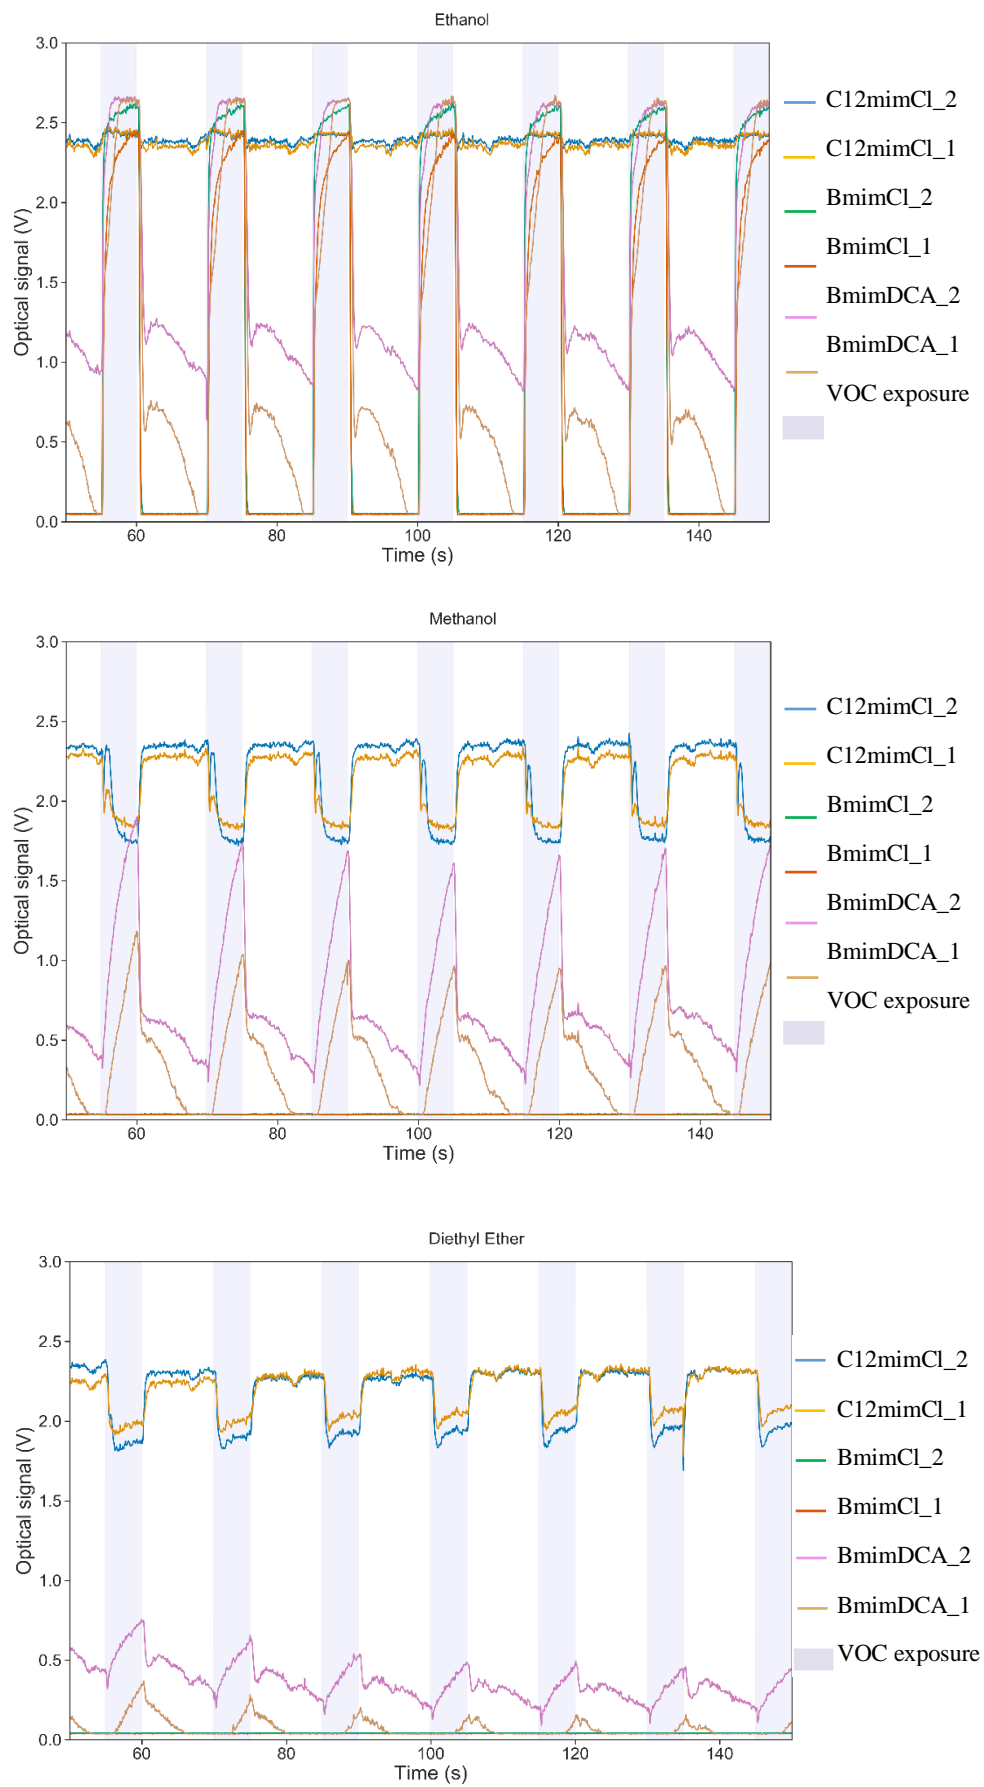 Ethanol
3.0
2.5
2.0
1.5
1.0
0.5
0.0
Optical signal (V)
60
80
100
120
140
Time (s)
C12mimCl_2
C12mimCl_1
BmimCl_2
BmimCl_1
BmimDCA_2
BmimDCA_1
VOC exposure
Methanol
3.0
2.5
2.0
1.5
1.0
0.5
0.0
Optical signal (V)
60
80
100
120
140
Time (s)
C12mimCl_2
C12mimCl_1
BmimCl_2
BmimCl_1
BmimDCA_2
BmimDCA_1
VOC exposure
Diethyl Ether
3.0
2.5
2.0
1.5
1.0
0.5
0.0
Optical signal (V)
60
80
100
120
140
Time (s)
C12mimCl_2
C12mimCl_1
BmimCl_2
BmimCl_1
BmimDCA_2
BmimDCA_1
VOC exposure